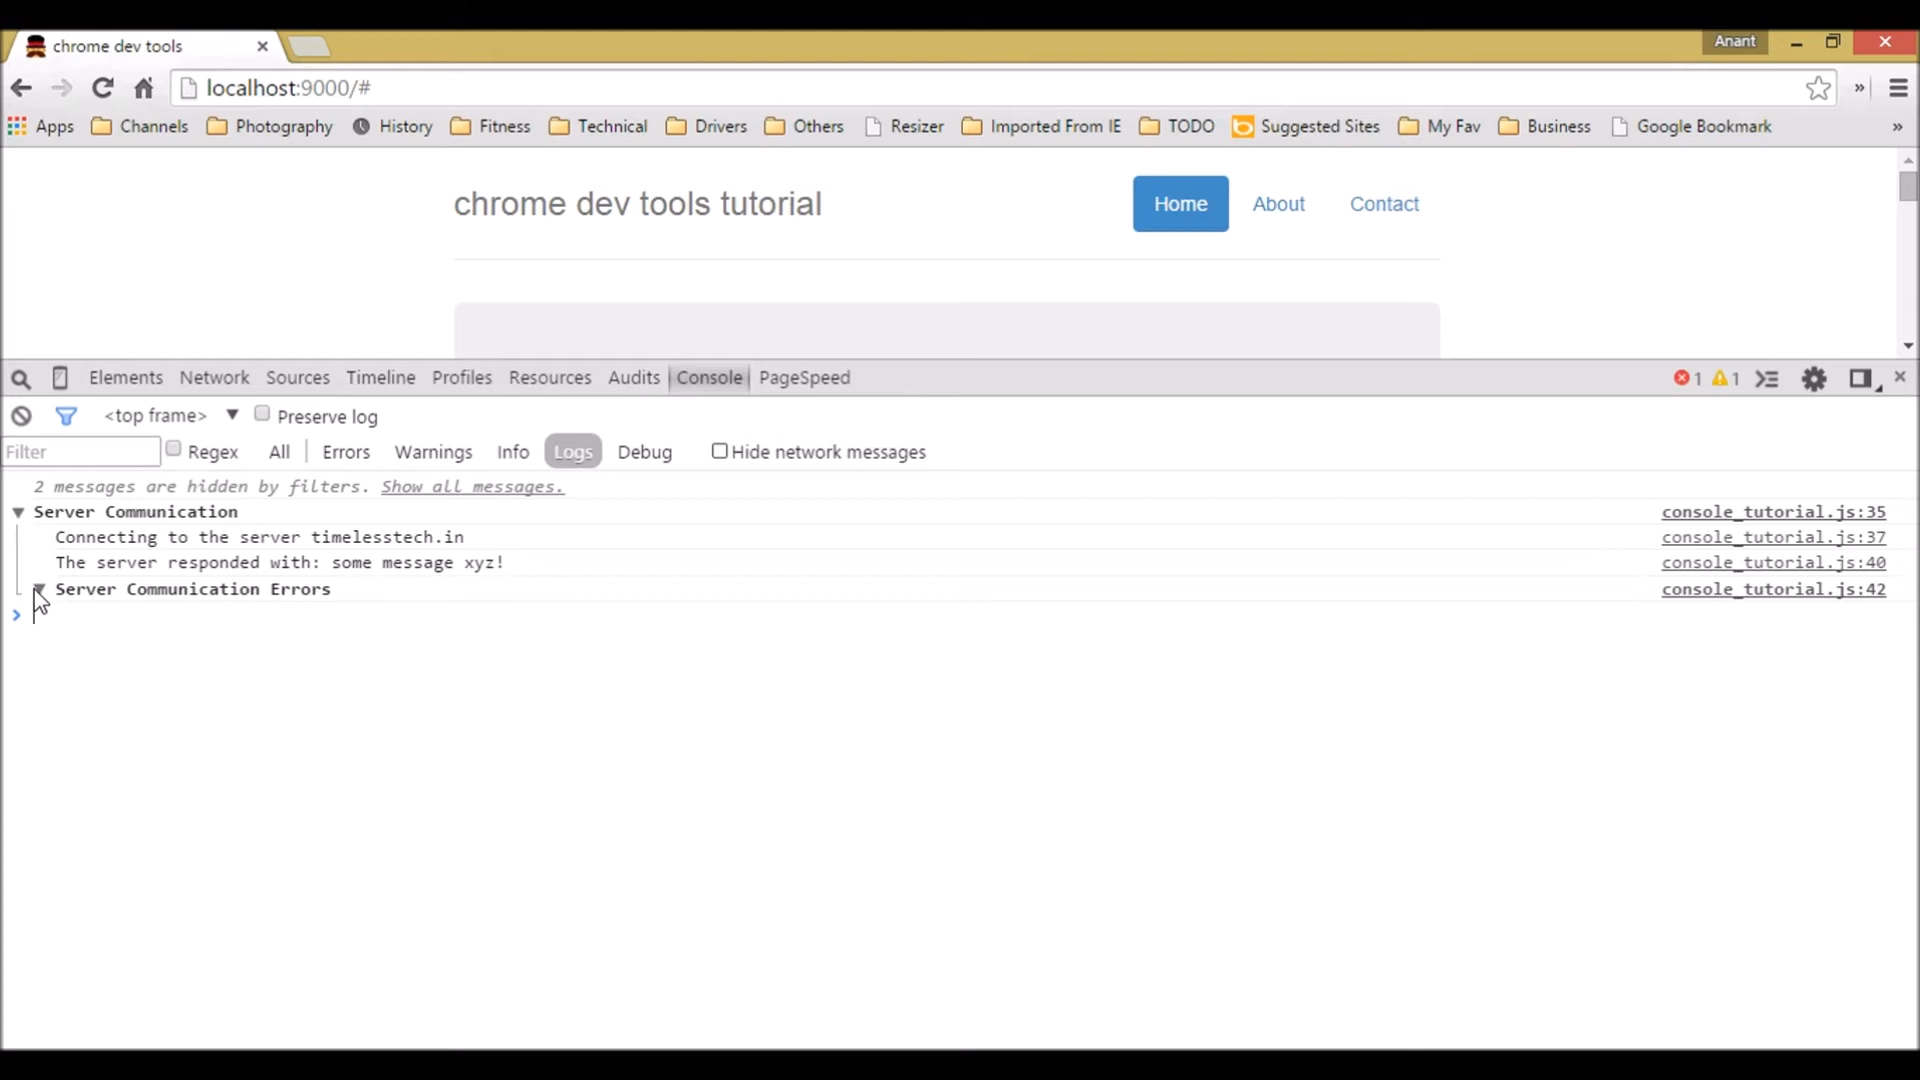 chrome dev tools
Anant
localhost:9000/#
»
Apps Channels Photography History Fitness Technical Drivers Others Resizer Imported From IE TODO Suggested Sites My Fav Business Google Bookmark »
chrome dev tools tutorial
Home About Contact
Elements Network Sources Timeline Profiles Resources Audits Console PageSpeed 1 1
<top frame> Preserve log
Filter Regex All Errors Warnings Info Logs Debug Hide network messages
2 messages are hidden by filters. Show all messages.
Server Communication console_tutorial.js:35
Connecting to the server timelesstech.in console_tutorial.js:37
The server responded with: some message xyz! console_tutorial.js:40
Server Communication Errors console_tutorial.js:42